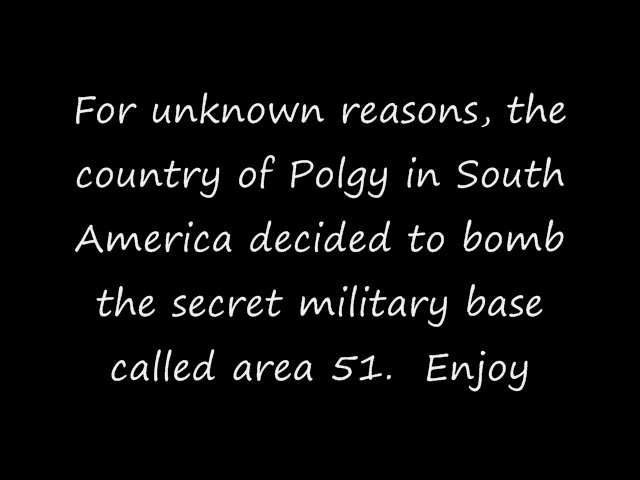 For unknown reasons, the
country of Polgy in South
America decided to bomb
the secret military base
called area 51.  Enjoy